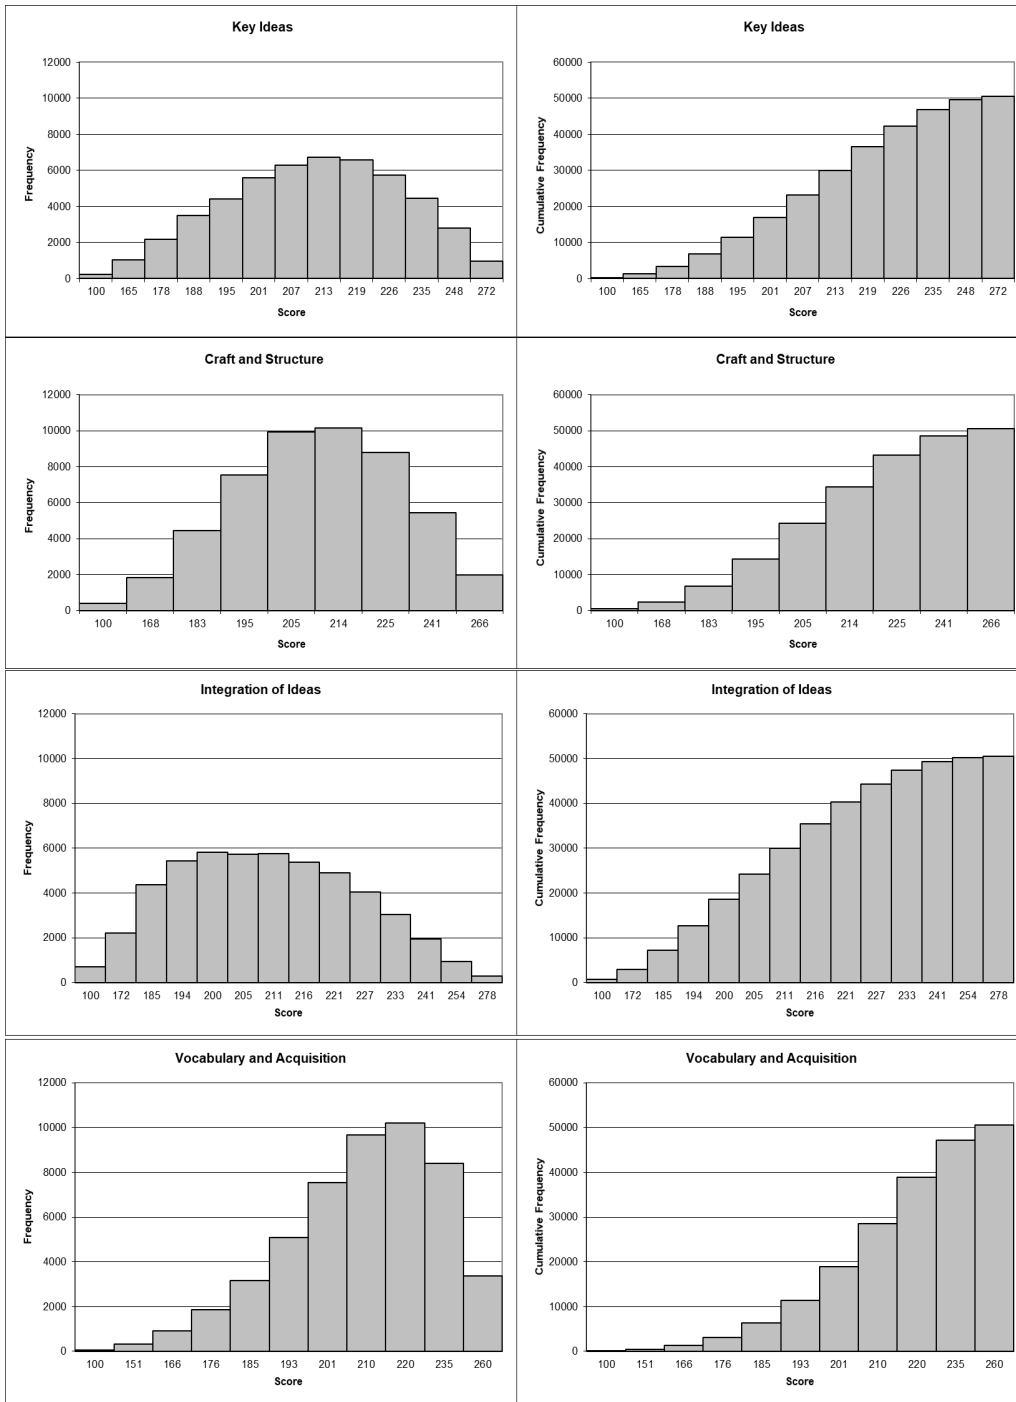 Key Ideas
12000
10000
8000
6000
4000
2000
0
Frequency
100 165 178 188 195 201 207 213 219 226 235 248 272
Score
Key Ideas
60000
50000
40000
30000
20000
10000
0
Cumulative Frequency
100 165 178 188 195 201 207 213 219 226 235 248 272
Score
Craft and Structure
12000
10000
8000
6000
4000
2000
0
Frequency
100 168 183 195 205 214 225 241 266
Score
Craft and Structure
60000
50000
40000
30000
20000
10000
0
Cumulative Frequency
100 168 183 195 205 214 225 241 266
Score
Integration of Ideas
12000
10000
8000
6000
4000
2000
0
Frequency
100 172 185 194 200 205 211 216 221 227 233 241 254 278
Score
Integration of Ideas
60000
50000
40000
30000
20000
10000
0
Cumulative Frequency
100 172 185 194 200 205 211 216 221 227 233 241 254 278
Score
Vocabulary and Acquisition
12000
10000
8000
6000
4000
2000
0
Frequency
100 151 166 176 185 193 201 210 220 235 260
Score
Vocabulary and Acquisition
60000
50000
40000
30000
20000
10000
0
Cumulative Frequency
100 151 166 176 185 193 201 210 220 235 260
Score